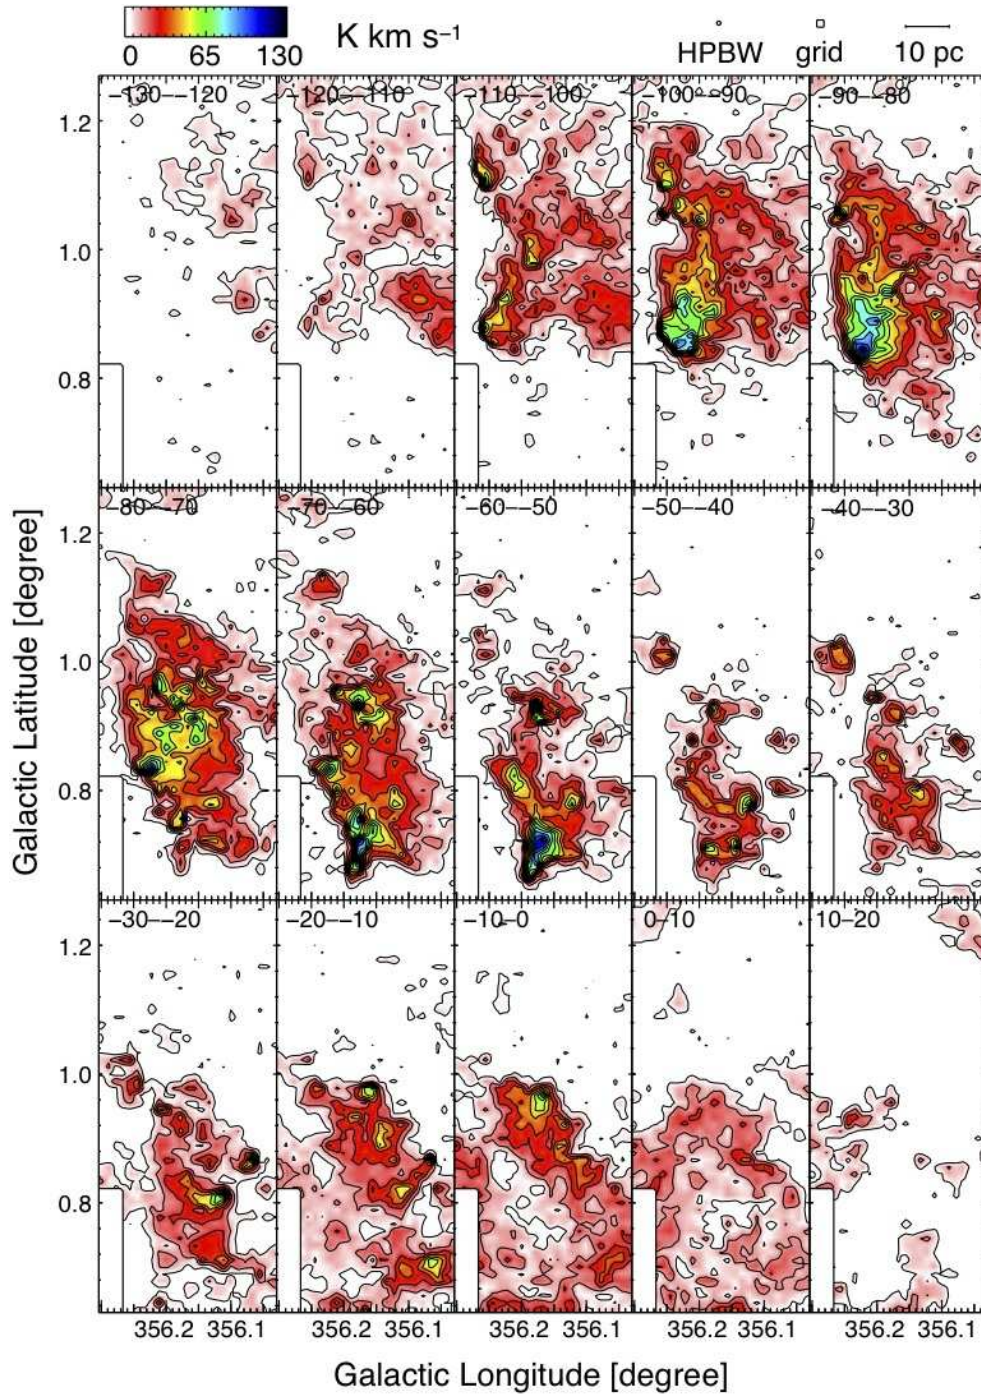 K km s⁻¹
0 65 130
HPBW grid 10 pc
−130−−120 −120−−110 −110−−100 −100−−90 −90−−80
1.2
1.0
0.8
−80−−70 −70−−60 −60−−50 −50−−40 −40−−30
1.2
1.0
0.8
−30−−20 −20−−10 −10−0 0−10 10−20
1.2
1.0
0.8
Galactic Latitude [degree]
356.2 356.1 356.2 356.1 356.2 356.1 356.2 356.1 356.2 356.1
Galactic Longitude [degree]